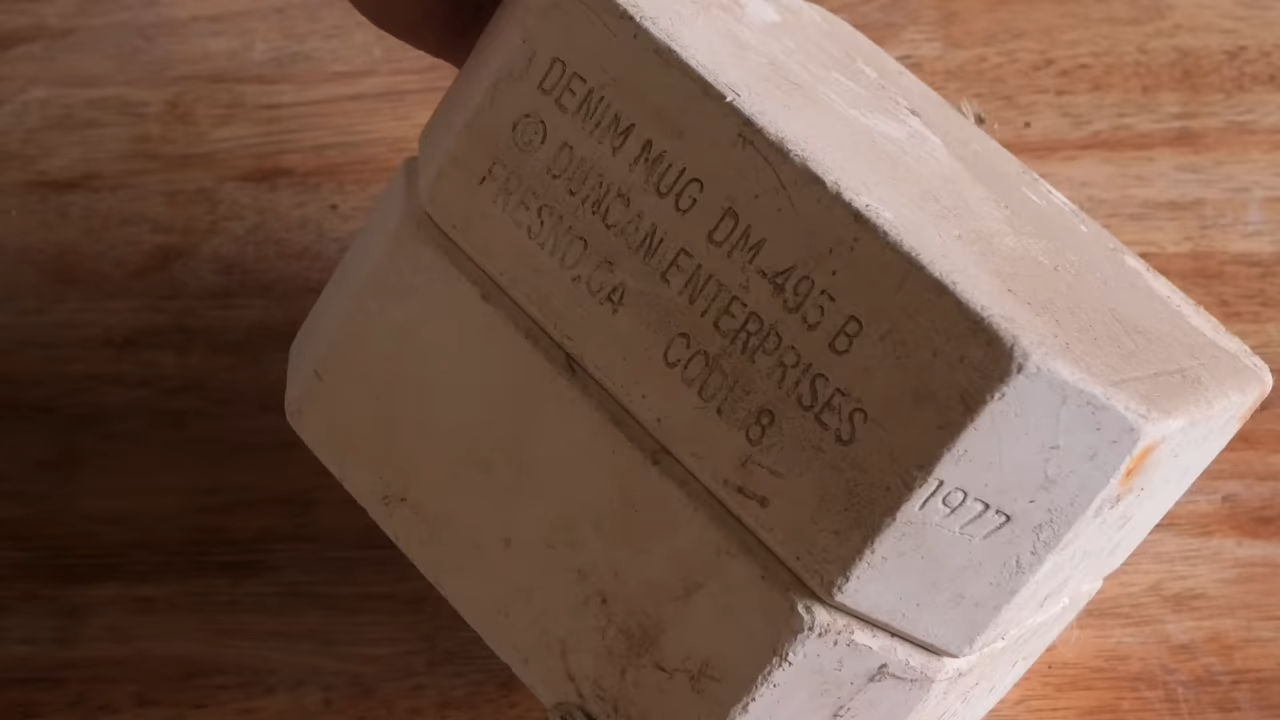 DENIM MUG DM-495 B
© DUNCAN ENTERPRISES
FRESNO, CA CODE 8
1977